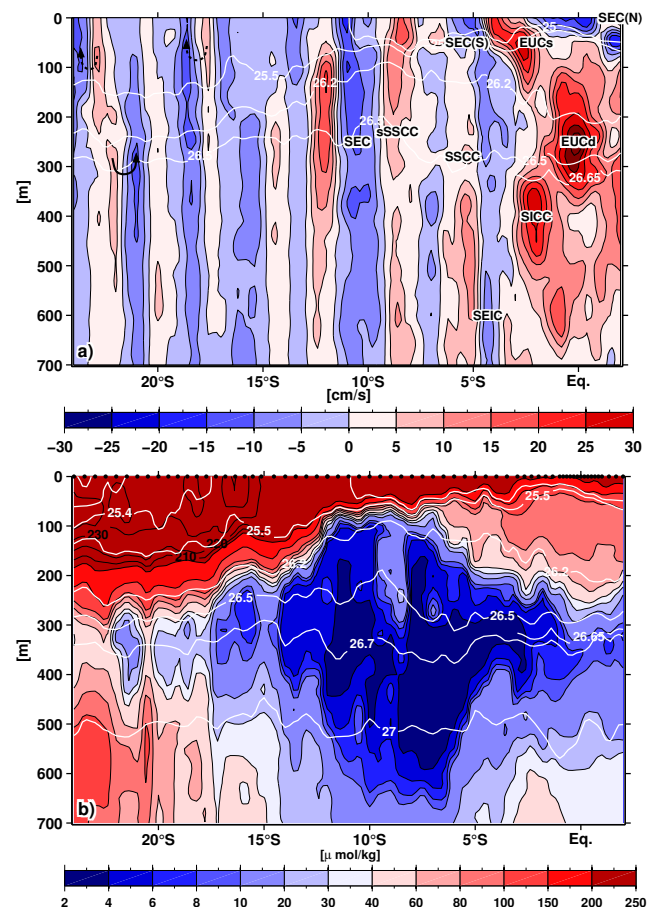 SEC(N)
0
25
SEC(S)
EUCs
100
25.5
26.2
26.2
26.2
200
SEC
sSSCC
EUCd
300
SSCC
26.5
26.65
[m]
400
SICC
500
600
SEIC
700
a)
20°S
15°S
10°S
5°S
Eq.
[cm/s]
−30
−25
−20
−15
−10
−5
0
5
10
15
20
25
30
0
25.4
25.5
100
230
25.5
210
200
26.2
26.2
26.5
26.5
300
26.7
26.65
[m]
400
500
27
600
700
b)
20°S
15°S
10°S
5°S
Eq.
[μ mol/kg]
2
4
6
8
10
20
30
40
60
80
100
150
200
250